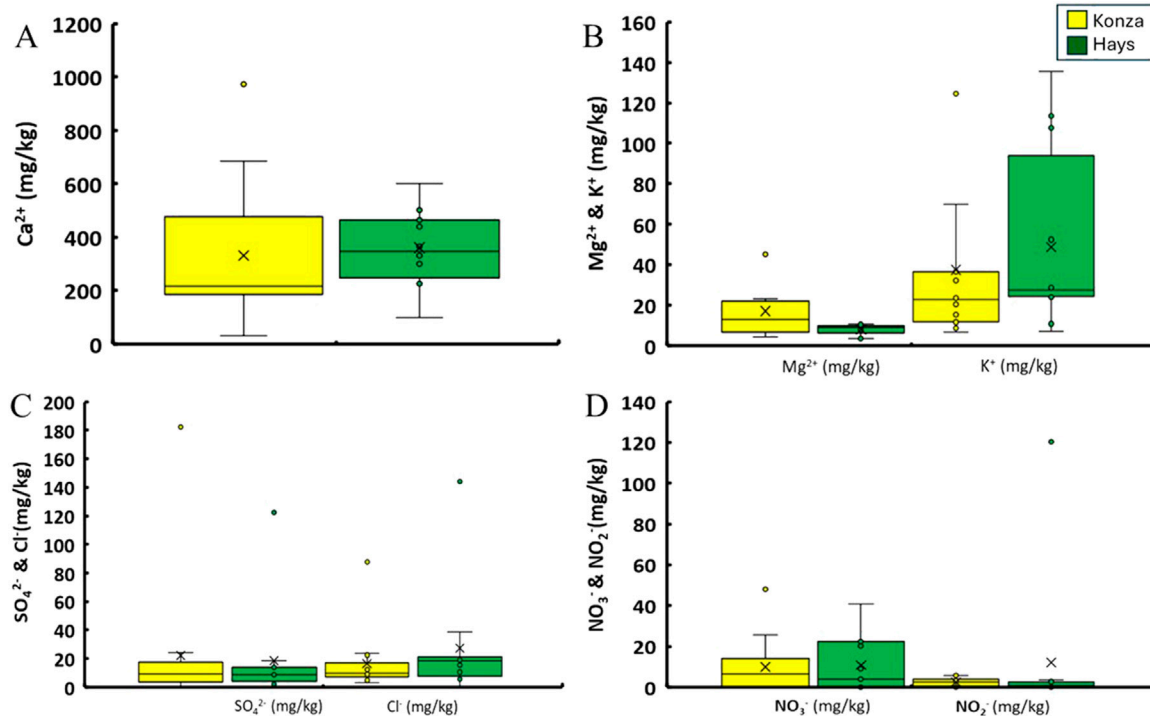 A
Ca²⁺ (mg/kg)
1200
1000
800
600
400
200
0
B
Mg²⁺ & K⁺ (mg/kg)
160
140
120
100
80
60
40
20
0
Konza
Hays
Mg²⁺ (mg/kg) K⁺ (mg/kg)
C
SO₄²⁻ & Cl⁻(mg/kg)
200
180
160
140
120
100
80
60
40
20
0
SO₄²⁻ (mg/kg) Cl⁻ (mg/kg)
D
NO₃⁻ & NO₂⁻(mg/kg)
140
120
100
80
60
40
20
0
NO₃⁻ (mg/kg) NO₂⁻ (mg/kg)